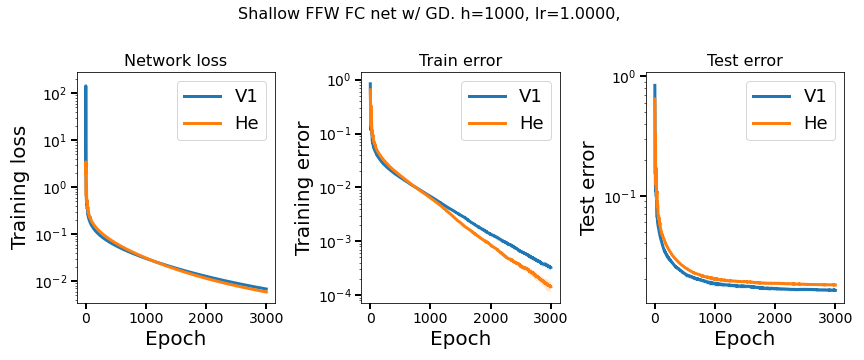 Shallow FFW FC net w/ GD. h=1000, lr=1.0000,
Network loss
Train error
Test error
Training loss
10²
10¹
10⁰
10⁻¹
10⁻²
V1
He
0 1000 2000 3000
Epoch
Training error
10⁰
10⁻¹
10⁻²
10⁻³
10⁻⁴
V1
He
0 1000 2000 3000
Epoch
Test error
10⁰
10⁻¹
V1
He
0 1000 2000 3000
Epoch